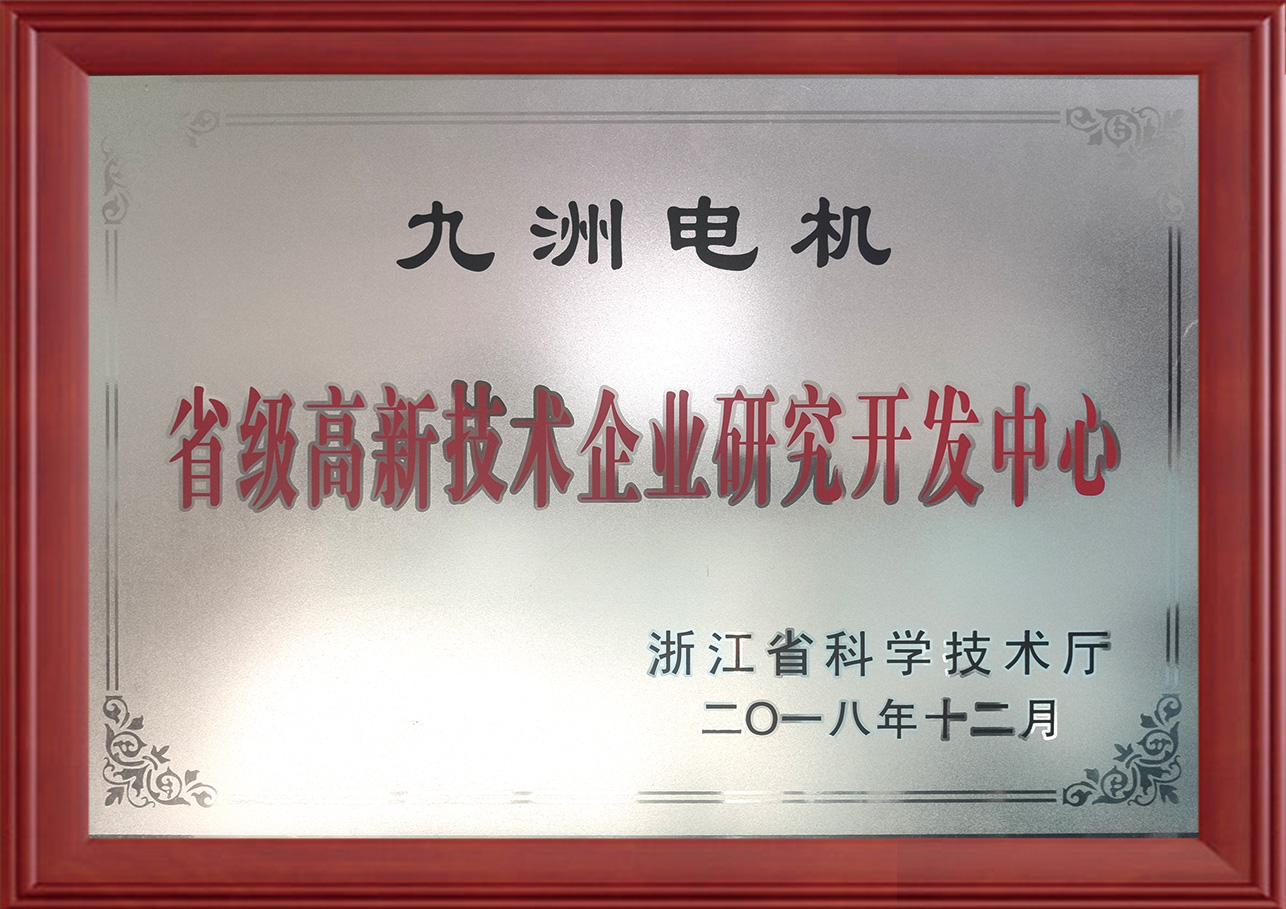 九洲电机
省级高新技术企业研究开发中心
浙江省科学技术厅
二〇一八年十二月